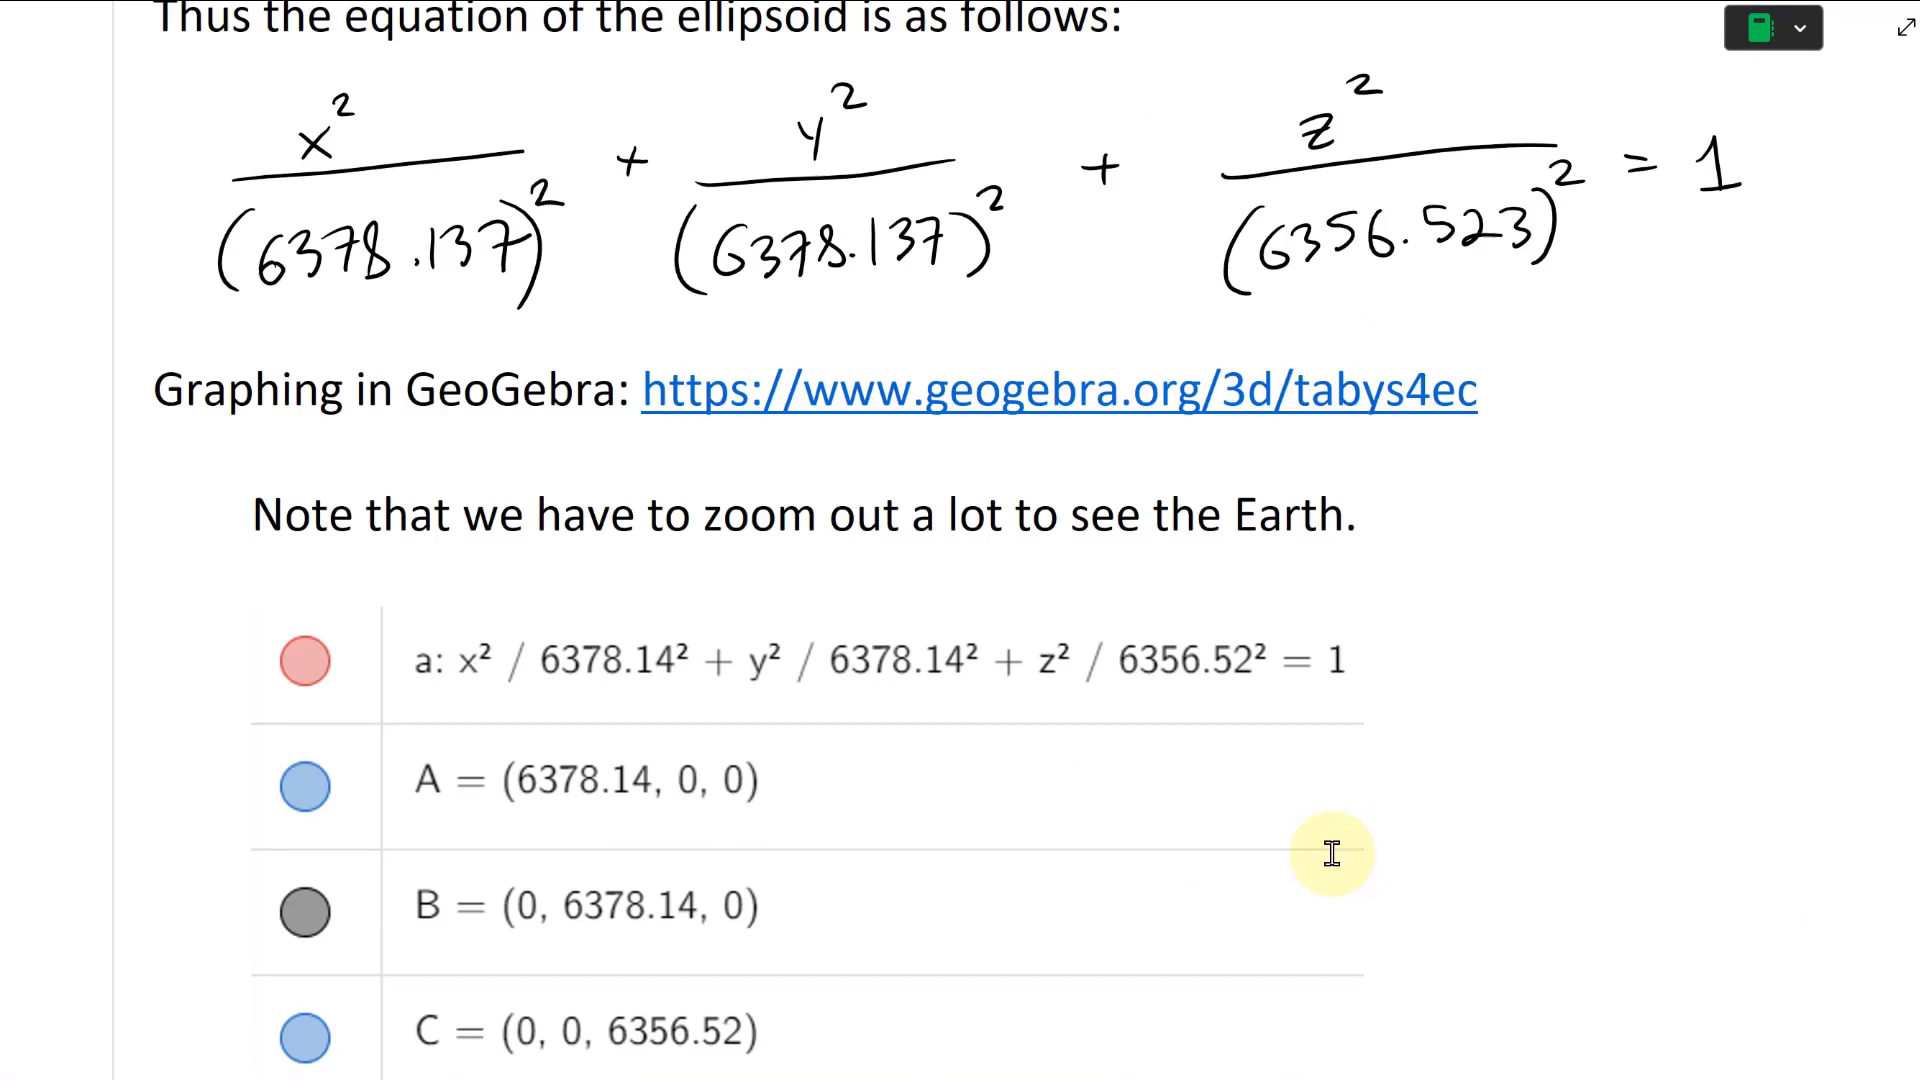 Thus the equation of the ellipsoid is as follows:
x² / (6378.137)² + y² / (6378.137)² + z² / (6356.523)² = 1
Graphing in GeoGebra: https://www.geogebra.org/3d/tabys4ec
Note that we have to zoom out a lot to see the Earth.
a: x² / 6378.14² + y² / 6378.14² + z² / 6356.52² = 1
A = (6378.14, 0, 0)
B = (0, 6378.14, 0)
C = (0, 0, 6356.52)